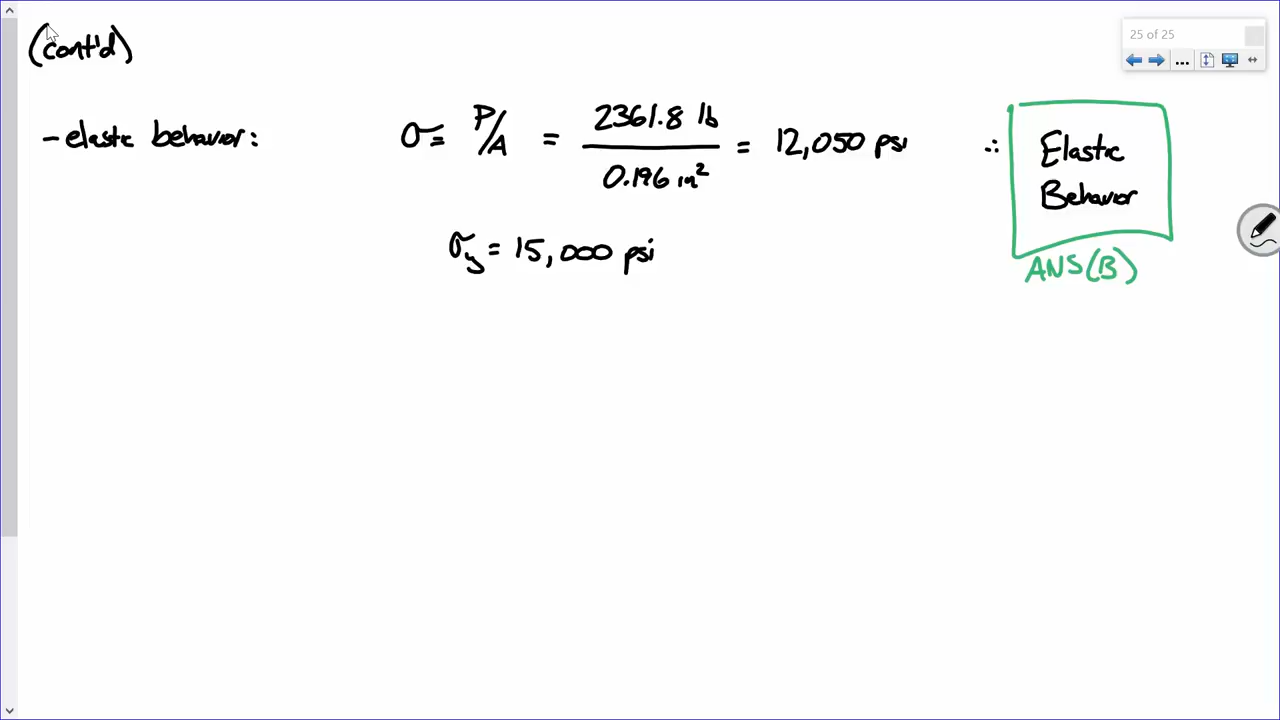 (cont'd)
25 of 25
- elastic behavior: σ = P/A = 2361.8 lb / 0.196 in² = 12,050 psi ∴ Elastic Behavior
σy = 15,000 psi
ANS(B)